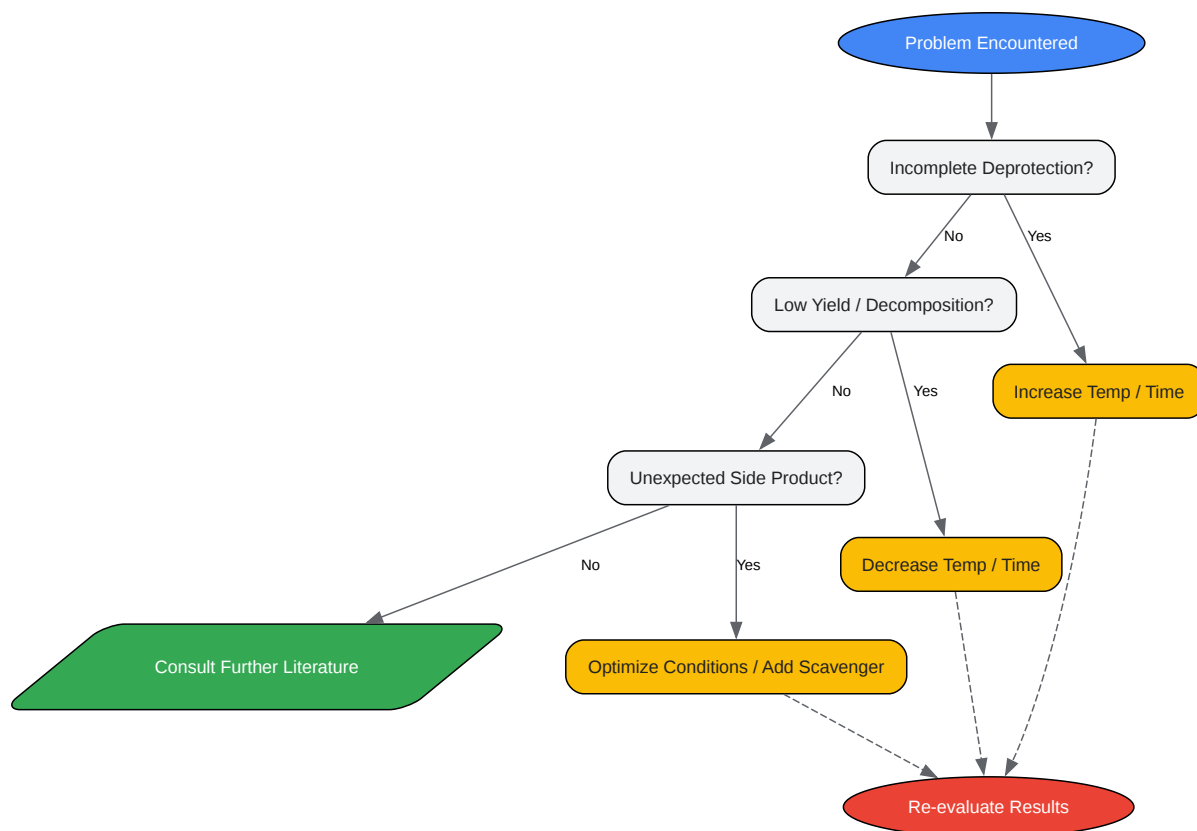 Problem Encountered
Incomplete Deprotection?
No
Yes
Low Yield / Decomposition?
Increase Temp / Time
No
Yes
Unexpected Side Product?
Decrease Temp / Time
No
Yes
Consult Further Literature
Optimize Conditions / Add Scavenger
Re-evaluate Results